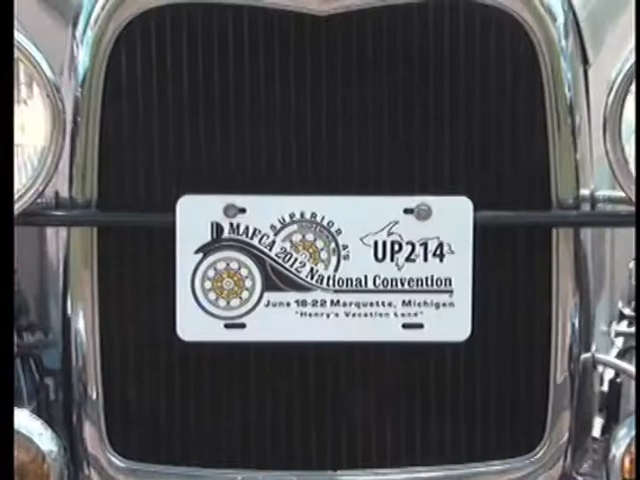 SUPERIOR A's
MAFCA 2012 National Convention
UP214
June 18-22 Marquette, Michigan
"Henry's Vacation Land"